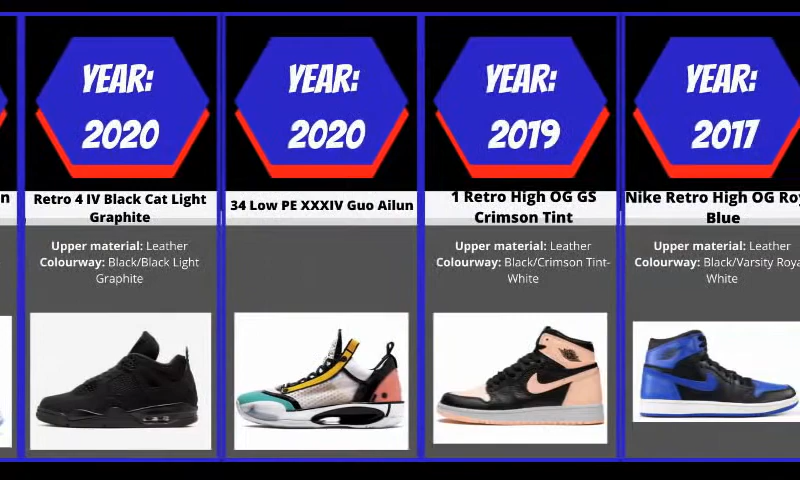 YEAR:
2020
Retro 4 IV Black Cat Light
Graphite
Upper material: Leather
Colourway: Black/Black Light
Graphite
YEAR:
2020
34 Low PE XXXIV Guo Ailun
YEAR:
2019
1 Retro High OG GS
Crimson Tint
Upper material: Leather
Colourway: Black/Crimson Tint-
White
YEAR:
2017
Nike Retro High OG Roy
Blue
Upper material: Leather
Colourway: Black/Varsity Roya
White